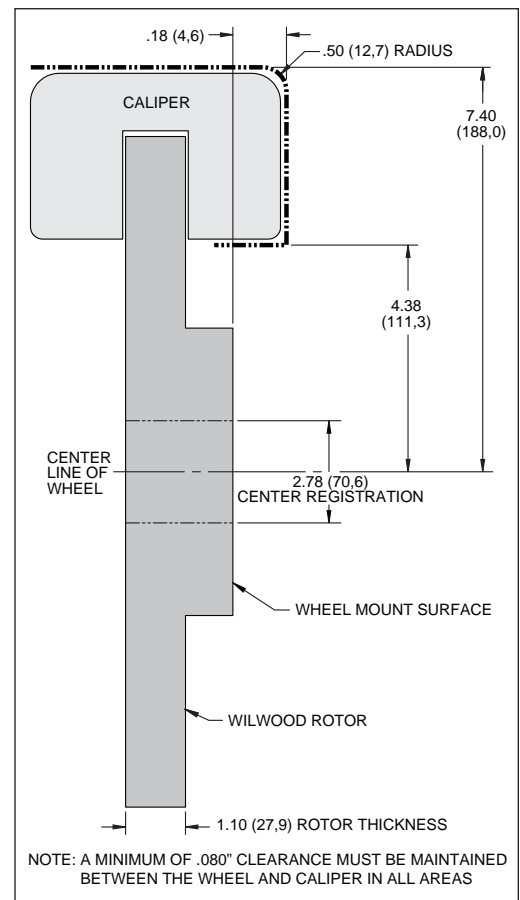 .18 (4,6)
.50 (12,7) RADIUS
CALIPER
7.40
(188,0)
4.38
(111,3)
CENTER
LINE OF
WHEEL
2.78 (70,6)
CENTER REGISTRATION
WHEEL MOUNT SURFACE
WILWOOD ROTOR
1.10 (27,9) ROTOR THICKNESS
NOTE: A MINIMUM OF .080" CLEARANCE MUST BE MAINTAINED
BETWEEN THE WHEEL AND CALIPER IN ALL AREAS